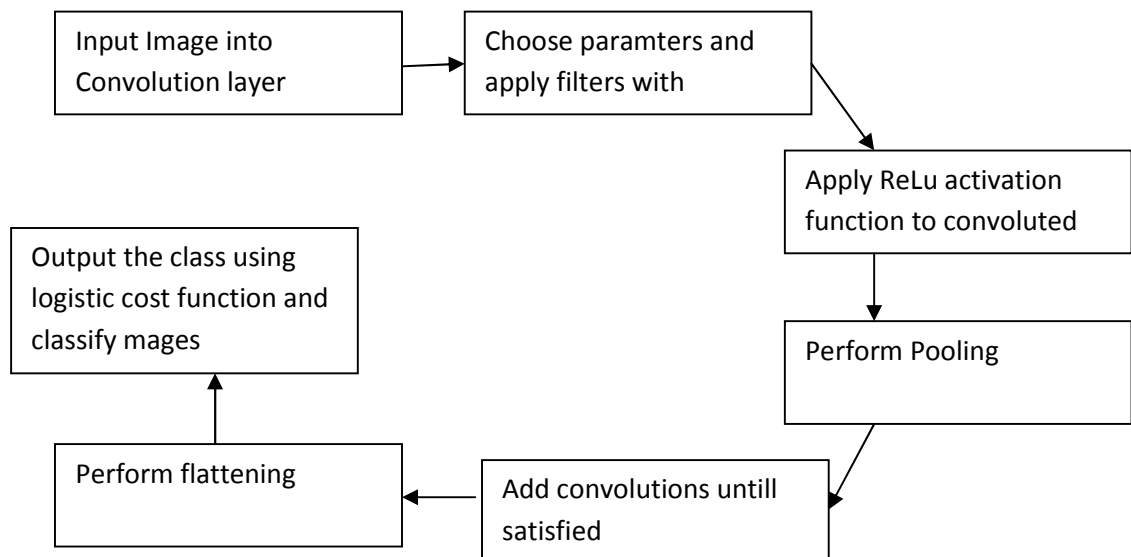 Input Image into
Convolution layer
Choose paramters and
apply filters with
Apply ReLu activation
function to convoluted
Perform Pooling
Add convolutions untill
satisfied
Perform flattening
Output the class using
logistic cost function and
classify mages